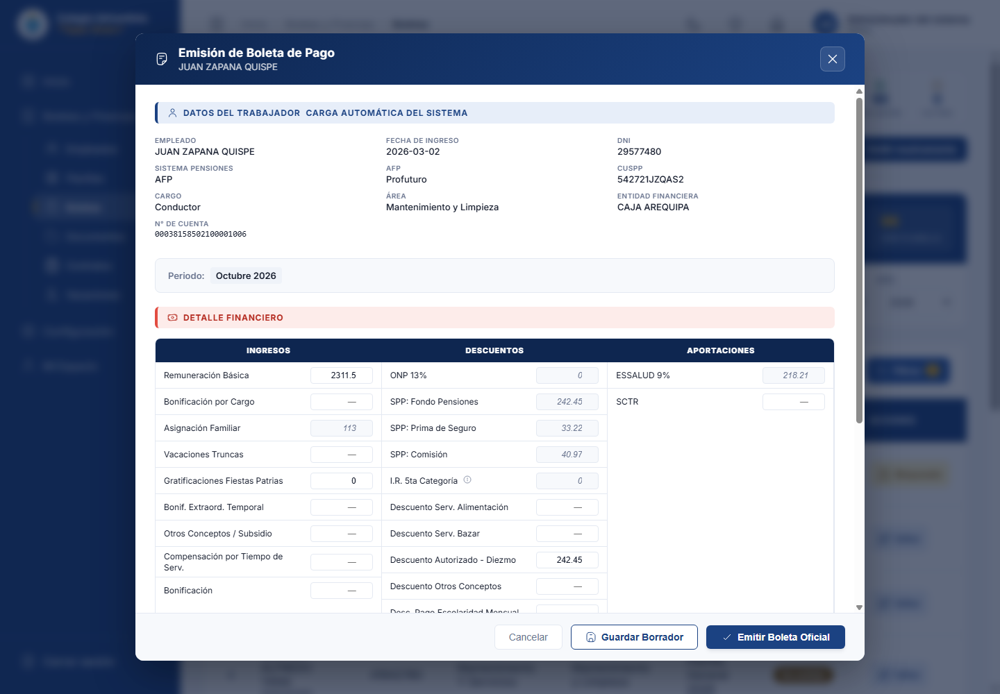 Emisión de Boleta de Pago
JUAN ZAPANA QUISPE
DATOS DEL TRABAJADOR CARGA AUTOMÁTICA DEL SISTEMA
EMPLEADO
JUAN ZAPANA QUISPE
FECHA DE INGRESO
2026-03-02
DNI
29577480
SISTEMA PENSIONES
AFP
AFP
Profuturo
CUSPP
542721JZQAS2
CARGO
Conductor
ÁREA
Mantenimiento y Limpieza
ENTIDAD FINANCIERA
CAJA AREQUIPA
N° DE CUENTA
00038158502100001006
Periodo: Octubre 2026
DETALLE FINANCIERO
INGRESOS DESCUENTOS APORTACIONES
Remuneración Básica 2311.5 ONP 13% 0 ESSALUD 9% 218.21
Bonificación por Cargo — SPP: Fondo Pensiones 242.45 SCTR —
Asignación Familiar 113 SPP: Prima de Seguro 33.22
Vacaciones Truncas — SPP: Comisión 40.97
Gratificaciones Fiestas Patrias 0 I.R. 5ta Categoría 0
Bonif. Extraord. Temporal — Descuento Serv. Alimentación —
Otros Conceptos / Subsidio — Descuento Serv. Bazar —
Compensación por Tiempo de
Serv. — Descuento Autorizado - Diezmo 242.45
Bonificación — Descuento Otros Conceptos —
Desc. Pago Escolaridad Mensual
Cancelar Guardar Borrador Emitir Boleta Oficial